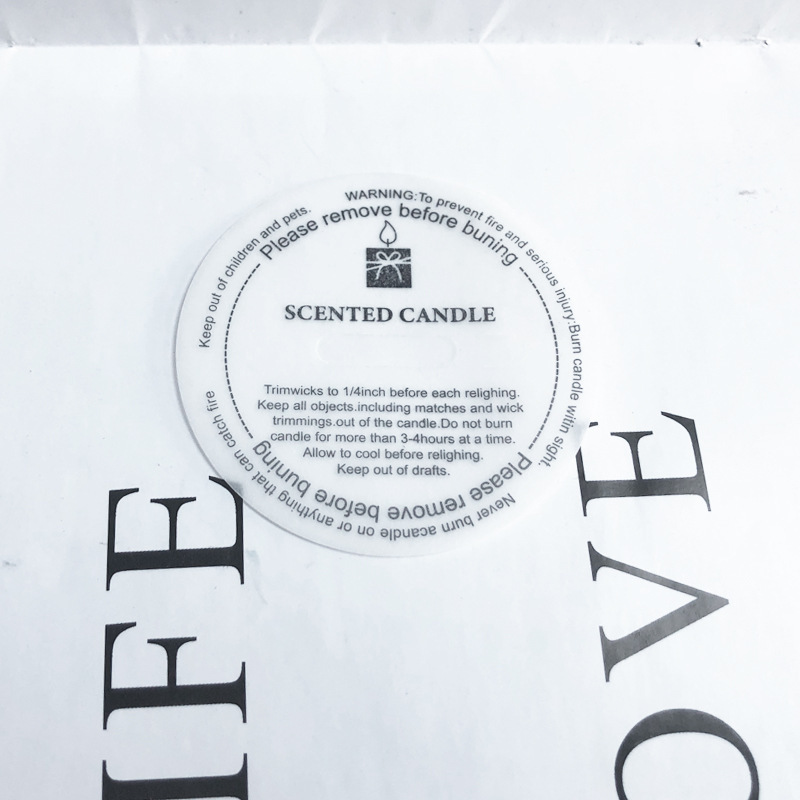 WARNING:To prevent fire and serious injury:Burn candle witin sight.
Never burn acandle on or anything that can catch fire
Keep out of children and pets.
Please remove before buning
SCENTED CANDLE
Trimwicks to 1/4inch before each relighing.
Keep all objects.including matches and wick
trimmings.out of the candle.Do not burn
candle for more than 3-4hours at a time.
Allow to cool before relighing.
Keep out of drafts.
Please remove before buning
IFE
OVE